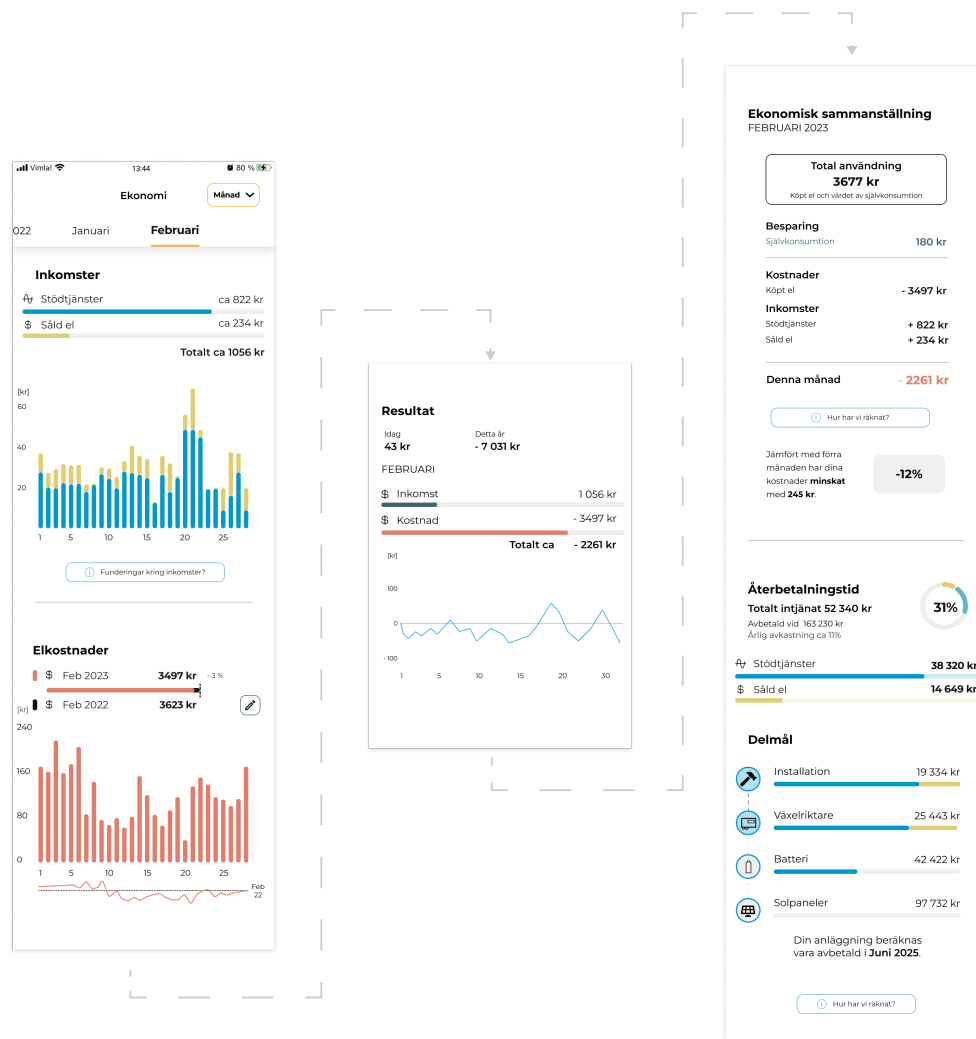 Vimla!
13:44
80 %
Ekonomi
Månad
022 Januari Februari
Inkomster
Stödtjänster ca 822 kr
$ Såld el ca 234 kr
Totalt ca 1056 kr
[kr]
60
40
20
1 5 10 15 20 25
Funderingar kring inkomster?
Elkostnader
$ Feb 2023 3497 kr - 3 %
$ Feb 2022 3623 kr
[kr]
240
160
80
0
1 5 10 15 20 25
Feb
22
Resultat
Idag Detta år
43 kr - 7 031 kr
FEBRUARI
$ Inkomst 1 056 kr
$ Kostnad - 3497 kr
Totalt ca - 2261 kr
[kr]
100
0
- 100
1 5 10 15 20 30
Ekonomisk sammanställning
FEBRUARI 2023
Total användning
3677 kr
Köpt el och värdet av självkonsumtion
Besparing
Självkonsumtion 180 kr
Kostnader
Köpt el - 3497 kr
Inkomster
Stödtjänster + 822 kr
Såld el + 234 kr
Denna månad - 2261 kr
Hur har vi räknat?
Jämfört med förra
månaden har dina
kostnader minskat
med 245 kr.
-12%
Återbetalningstid
Totalt intjänat 52 340 kr
Avbetald vid 163 230 kr
Årlig avkastning ca 11%
31%
Stödtjänster 38 320 kr
$ Såld el 14 649 kr
Delmål
Installation 19 334 kr
Växelriktare 25 443 kr
Batteri 42 422 kr
Solpaneler 97 732 kr
Din anläggning beräknas
vara avbetald i Juni 2025.
Hur har vi räknat?